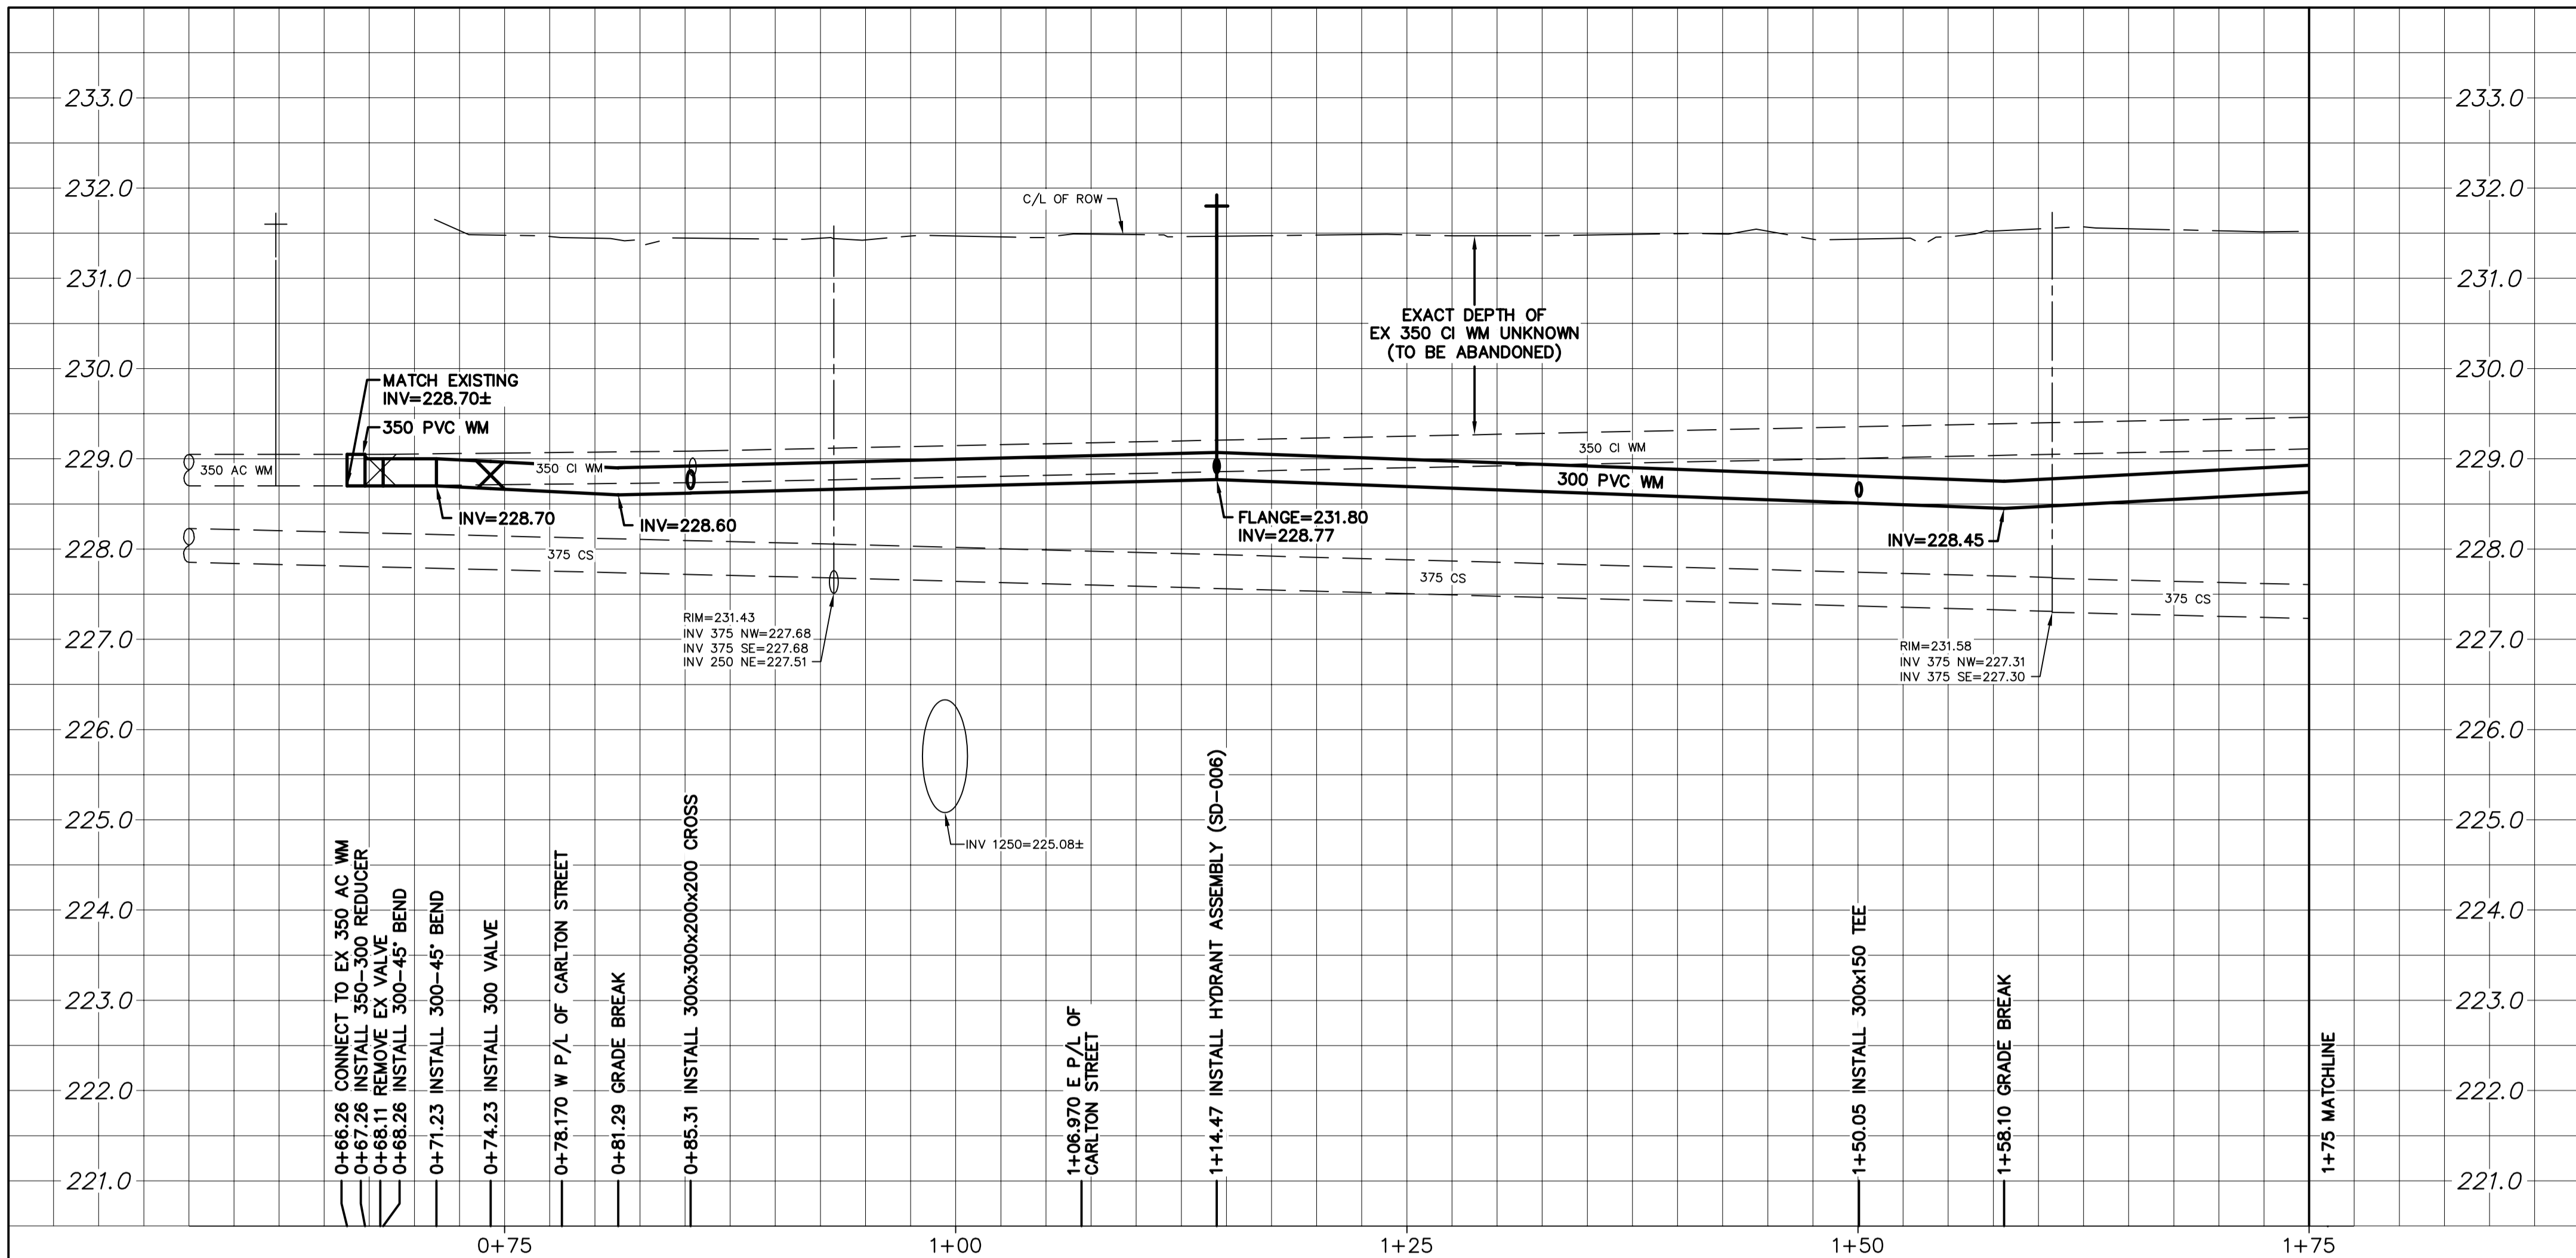 233.0
233.0
232.0
232.0
C/L OF ROW
231.0
231.0
EXACT DEPTH OF
EX 350 CI WM UNKNOWN
(TO BE ABANDONED)
230.0
230.0
MATCH EXISTING
INV=228.70±
350 PVC WM
229.0
229.0
350 AC WM
350 CI WM
350 CI WM
300 PVC WM
INV=228.70
INV=228.60
FLANGE=231.80
INV=228.77
INV=228.45
228.0
228.0
375 CS
375 CS
375 CS
RIM=231.43
INV 375 NW=227.68
INV 375 SE=227.68
INV 250 NE=227.51
227.0
227.0
RIM=231.58
INV 375 NW=227.31
INV 375 SE=227.30
226.0
226.0
225.0
225.0
INV 1250=225.08±
224.0
224.0
223.0
223.0
222.0
222.0
221.0
221.0
0+66.26 CONNECT TO EX 350 AC WM
0+67.26 INSTALL 350-300 REDUCER
0+68.11 REMOVE EX VALVE
0+68.26 INSTALL 300-45° BEND
0+71.23 INSTALL 300-45° BEND
0+74.23 INSTALL 300 VALVE
0+78.170 W P/L OF CARLTON STREET
0+81.29 GRADE BREAK
0+85.31 INSTALL 300x300x200x200 CROSS
1+06.970 E P/L OF
CARLTON STREET
1+14.47 INSTALL HYDRANT ASSEMBLY (SD-006)
1+50.05 INSTALL 300x150 TEE
1+58.10 GRADE BREAK
1+75 MATCHLINE
0+75
1+00
1+25
1+50
1+75